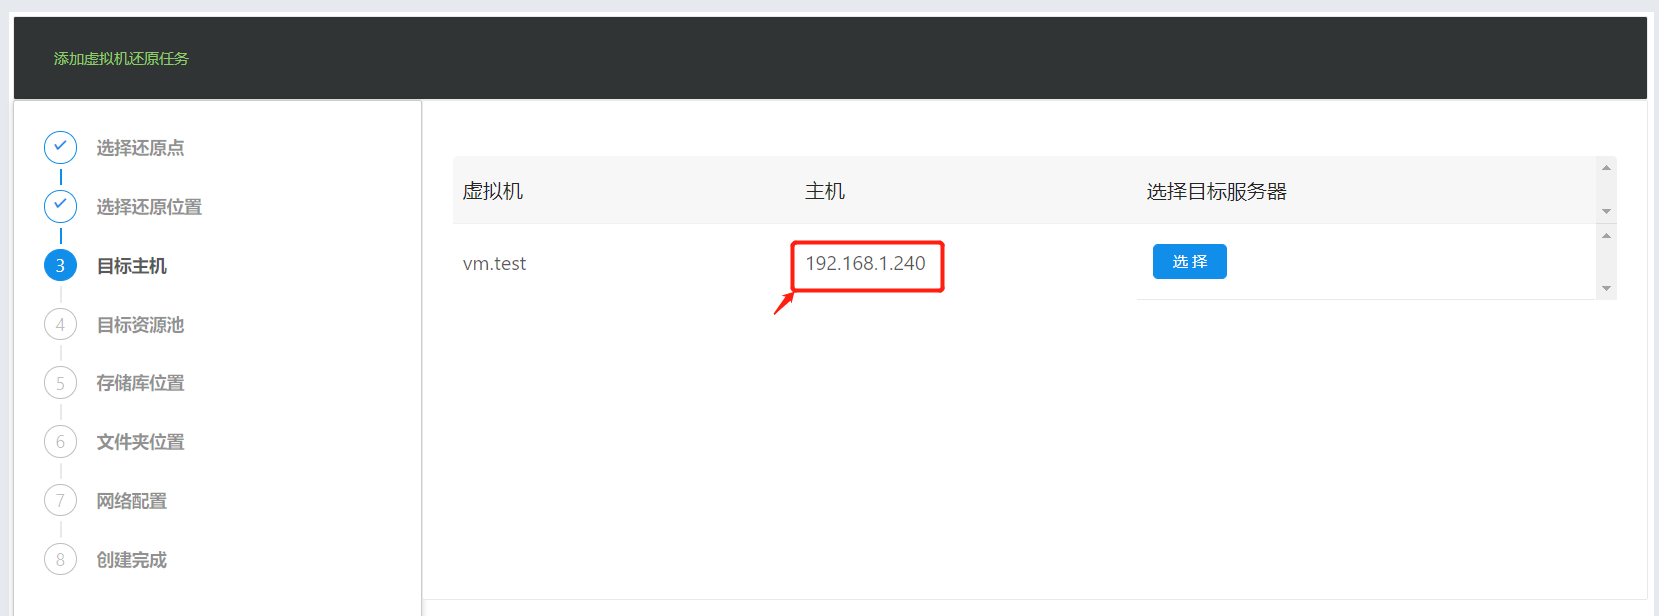 添加虚拟机还原任务
选择还原点
选择还原位置
3 目标主机
4 目标资源池
5 存储库位置
6 文件夹位置
7 网络配置
8 创建完成
虚拟机 主机 选择目标服务器
vm.test 192.168.1.240 选 择